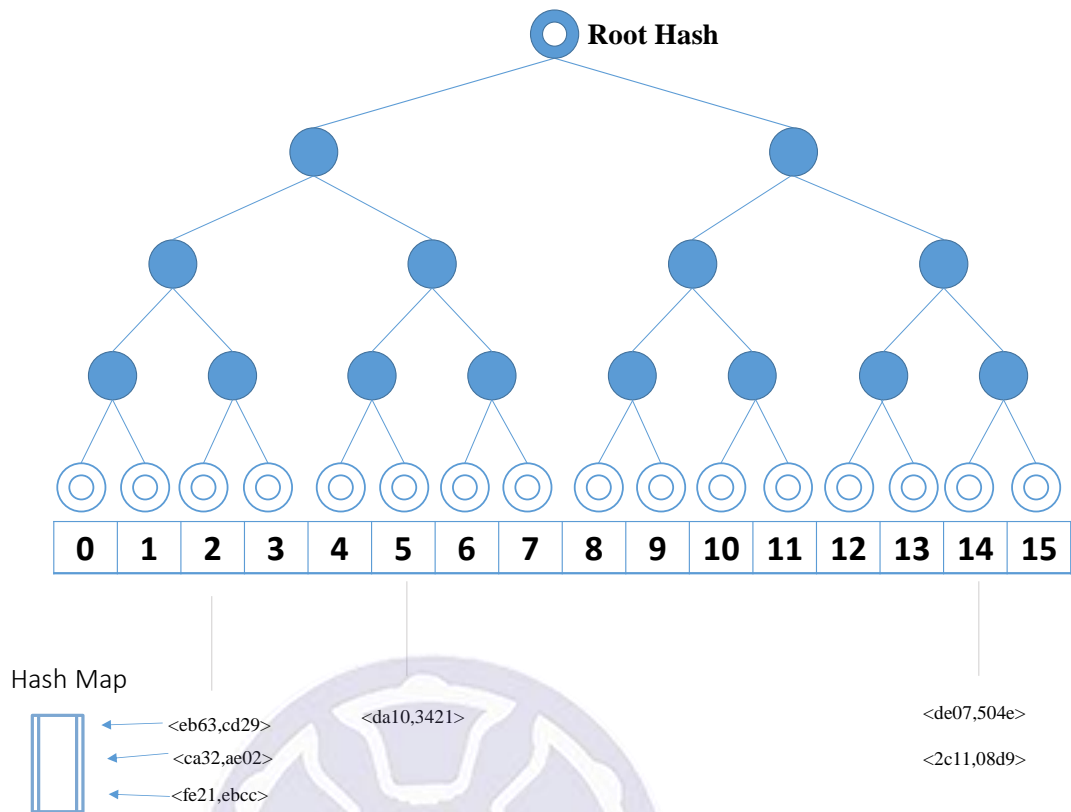 Root Hash
0 1 2 3 4 5 6 7 8 9 10 11 12 13 14 15
Hash Map
<eb63,cd29>
<ca32,ae02>
<fe21,ebcc>
<da10,3421>
<de07,504e>
<2c11,08d9>